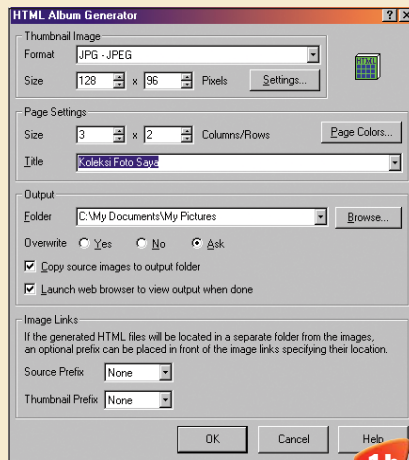 HTML Album Generator
Thumbnail Image
Format JPG - JPEG
HTML
Size 128 x 96 Pixels Settings...
Page Settings
Size 3 x 2 Columns/Rows Page Colors...
Title Koleksi Foto Saya
Output
Folder C:\My Documents\My Pictures Browse...
Overwrite Yes No Ask
Copy source images to output folder
Launch web browser to view output when done
Image Links
If the generated HTML files will be located in a separate folder from the images,
an optional prefix can be placed in front of the image links specifying their location.
Source Prefix None
Thumbnail Prefix None
OK Cancel Help